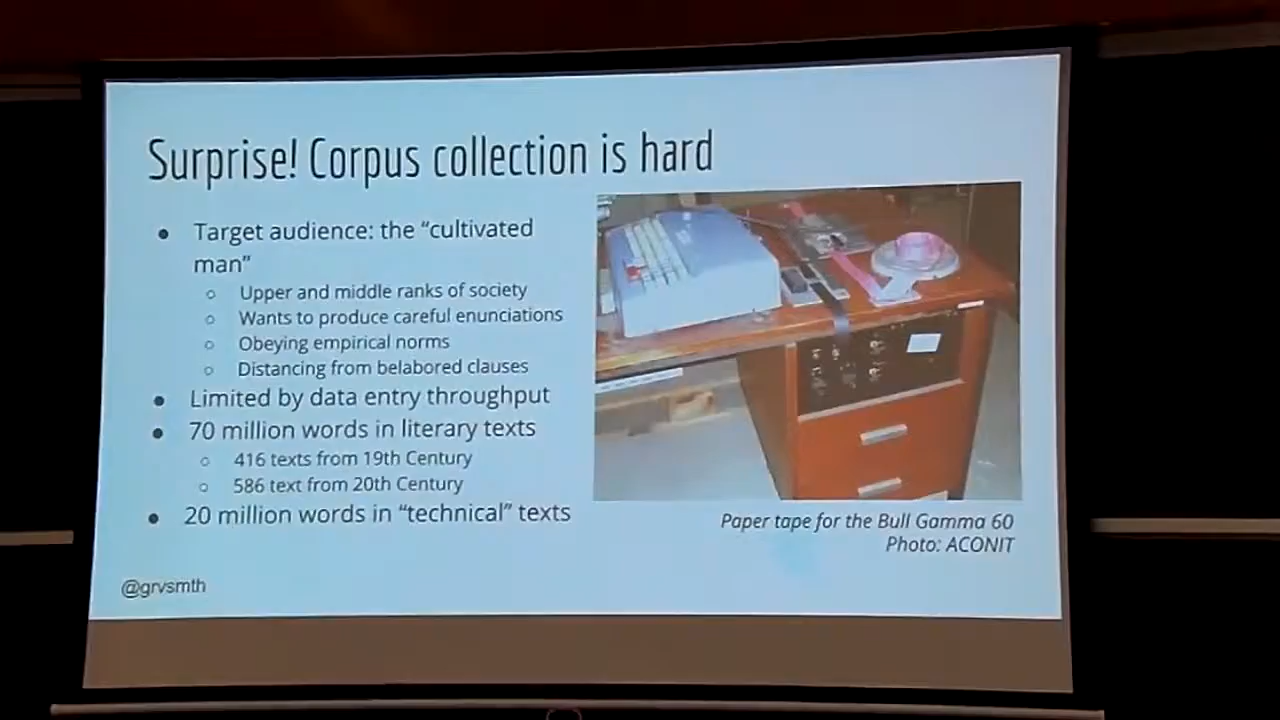 Surprise! Corpus collection is hard
● Target audience: the “cultivated
man”
○ Upper and middle ranks of society
○ Wants to produce careful enunciations
○ Obeying empirical norms
○ Distancing from belabored clauses
● Limited by data entry throughput
● 70 million words in literary texts
○ 416 texts from 19th Century
○ 586 text from 20th Century
● 20 million words in “technical” texts
Paper tape for the Bull Gamma 60
Photo: ACONIT
@grvsmth